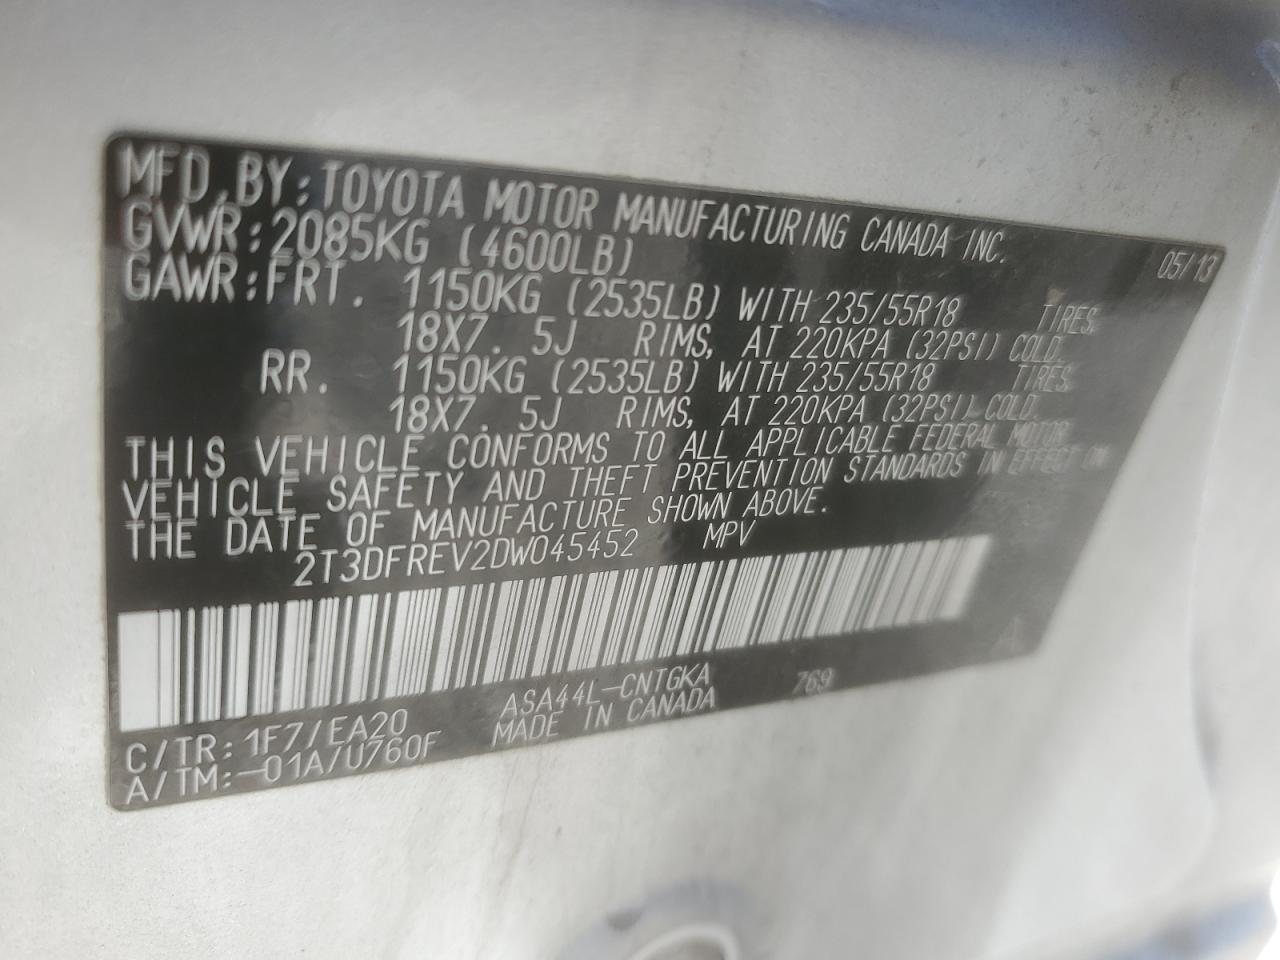 MFD. BY: TOYOTA MOTOR MANUFACTURING CANADA INC. 05/13
GVWR: 2085KG (4600LB)
GAWR: FRT. 1150KG (2535LB) WITH 235/55R18 TIRES,
18X7. 5J RIMS, AT 220KPA (32PSI) COLD.
RR. 1150KG (2535LB) WITH 235/55R18 TIRES,
18X7. 5J RIMS, AT 220KPA (32PSI) COLD.
THIS VEHICLE CONFORMS TO ALL APPLICABLE FEDERAL MOTOR
VEHICLE SAFETY AND THEFT PREVENTION STANDARDS IN EFFECT ON
THE DATE OF MANUFACTURE SHOWN ABOVE.
2T3DFREV2DW045452 MPV
C/TR: 1F7/EA20 ASA44L-CNTGKA 769
A/TM: -01A/U760F MADE IN CANADA